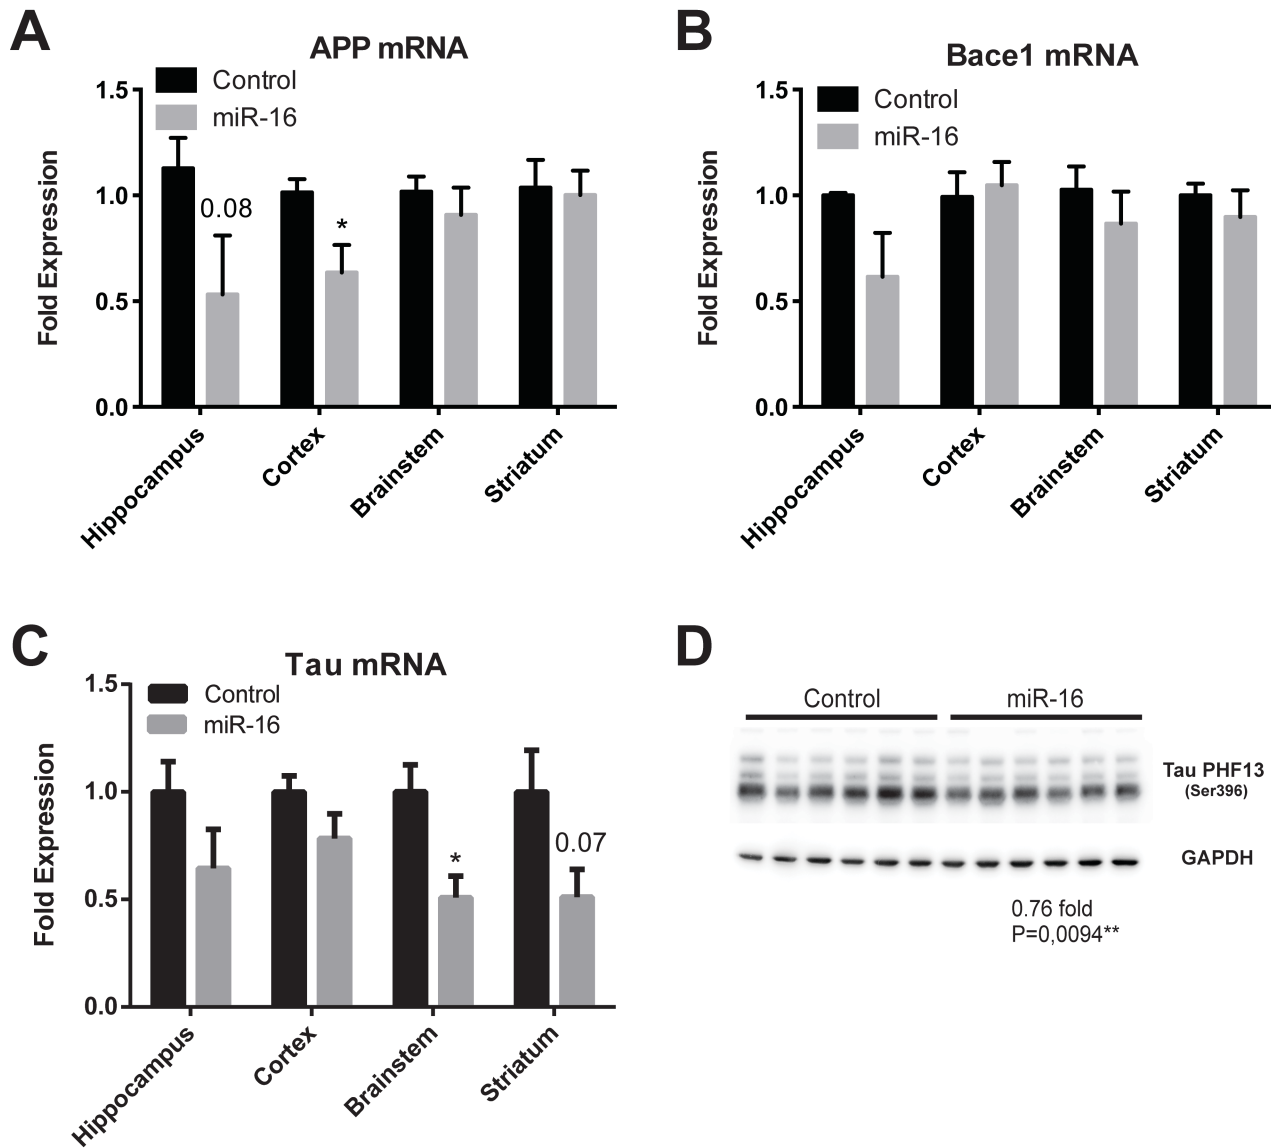 A
APP mRNA
Control
miR-16
Fold Expression
1.5
1.0
0.5
0.0
0.08
*
Hippocampus
Cortex
Brainstem
Striatum
B
Bace1 mRNA
Control
miR-16
Fold Expression
1.5
1.0
0.5
0.0
Hippocampus
Cortex
Brainstem
Striatum
C
Tau mRNA
Control
miR-16
Fold Expression
1.5
1.0
0.5
0.0
*
0.07
Hippocampus
Cortex
Brainstem
Striatum
D
Control
miR-16
Tau PHF13
(Ser396)
GAPDH
0.76 fold
P=0,0094**